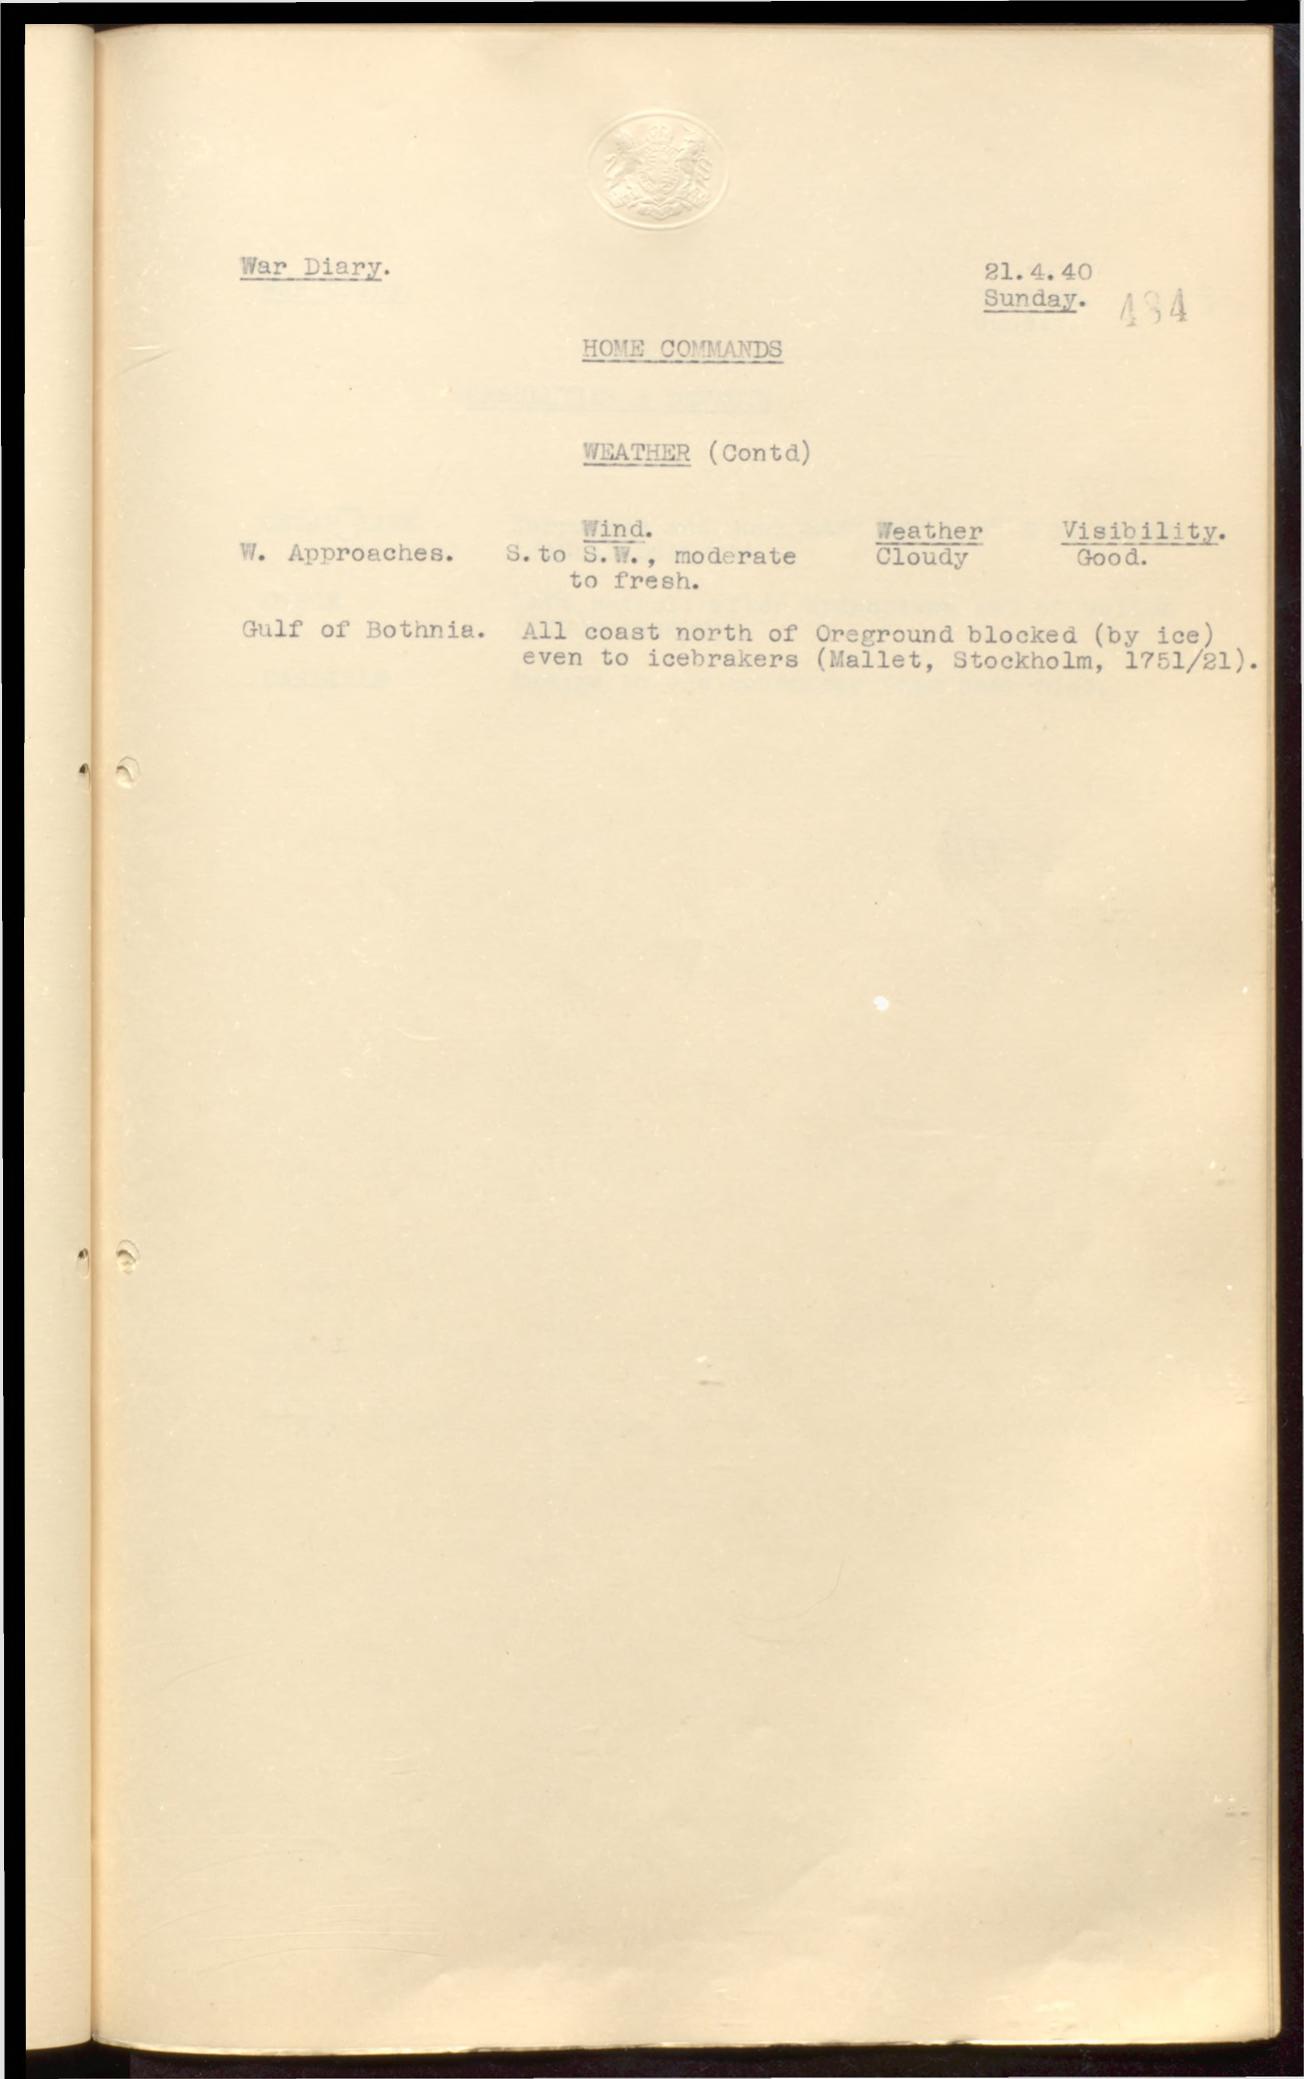 War Diary.
21.4.40
Sunday.
484
HOME COMMANDS
WEATHER (Contd)
Wind. Weather Visibility.
W. Approaches. S.to S.W., moderate Cloudy Good.
to fresh.
Gulf of Bothnia. All coast north of Oreground blocked (by ice)
even to icebrakers (Mallet, Stockholm, 1751/21).